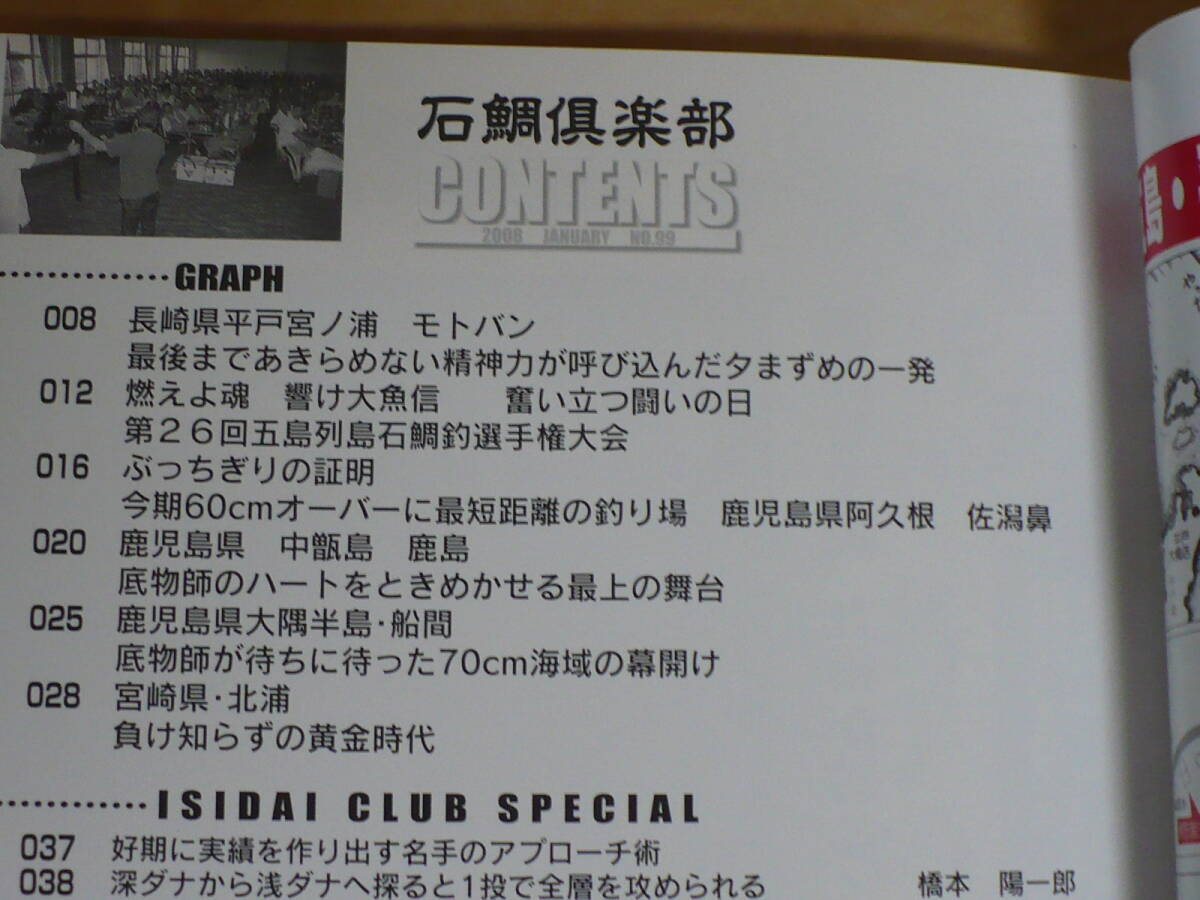 石鯛倶楽部
CONTENTS
2008 JANUARY NO.99
GRAPH
008 長崎県平戸宮ノ浦 モトバン
最後まであきらめない精神力が呼び込んだ夕まずめの一発
012 燃えよ魂 響け大魚信 奮い立つ闘いの日
第26回五島列島石鯛釣選手権大会
016 ぶっちぎりの証明
今期60cmオーバーに最短距離の釣り場 鹿児島県阿久根 佐潟鼻
020 鹿児島県 中甑島 鹿島
底物師のハートをときめかせる最上の舞台
025 鹿児島県大隅半島・船間
底物師が待ちに待った70cm海域の幕開け
028 宮崎県・北浦
負け知らずの黄金時代
ISIDAI CLUB SPECIAL
037 好期に実績を作り出す名手のアプローチ術
038 深ダナから浅ダナへ探ると1投で全層を攻められる 橋本 陽一郎
島・